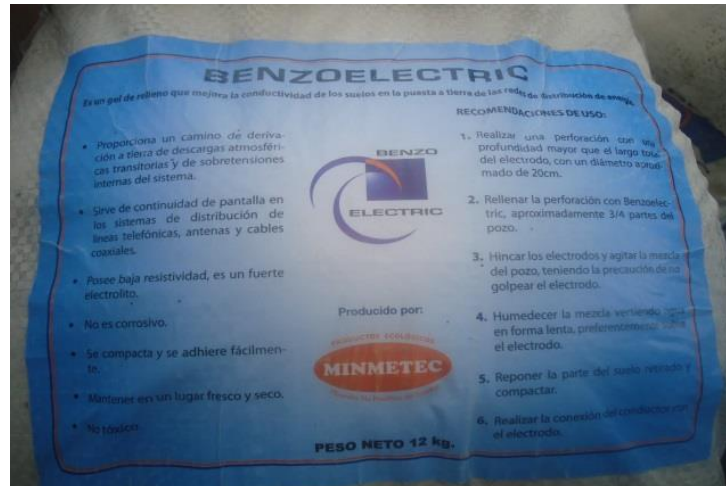 BENZOELECTRIC
Es un gel de relleno que mejora la conductividad de los suelos en la puesta a tierra de las redes de distribución de energía
• Proporciona un camino de deriva-
ción a tierra de descargas atmosféri-
cas transitorias y de sobretensiones
internas del sistema.
• Sirve de continuidad de pantalla en
los sistemas de distribución de
líneas telefónicas, antenas y cables
coaxiales.
• Posee baja resistividad, es un fuerte
electrolito.
• No es corrosivo.
• Se compacta y se adhiere fácilmen-
te.
• Mantener en un lugar fresco y seco.
• No tóxico.
BENZO
ELECTRIC
Producido por:
PRODUCTOS ECOLOGICOS
MINMETEC
PESO NETO 12 kg.
RECOMENDACIONES DE USO:
1. Realizar una perforación con una
profundidad mayor que el largo total
del electrodo, con un diámetro aproxi-
mado de 20cm.
2. Rellenar la perforación con Benzoelec-
tric, aproximadamente 3/4 partes del
pozo.
3. Hincar los electrodos y agitar la mezcla
del pozo, teniendo la precaución de no
golpear el electrodo.
4. Humedecer la mezcla vertiendo agua
en forma lenta, preferencemente sobre
el electrodo.
5. Reponer la parte del suelo retirado y
compactar.
6. Realizar la conexión del conductor con
el electrodo.